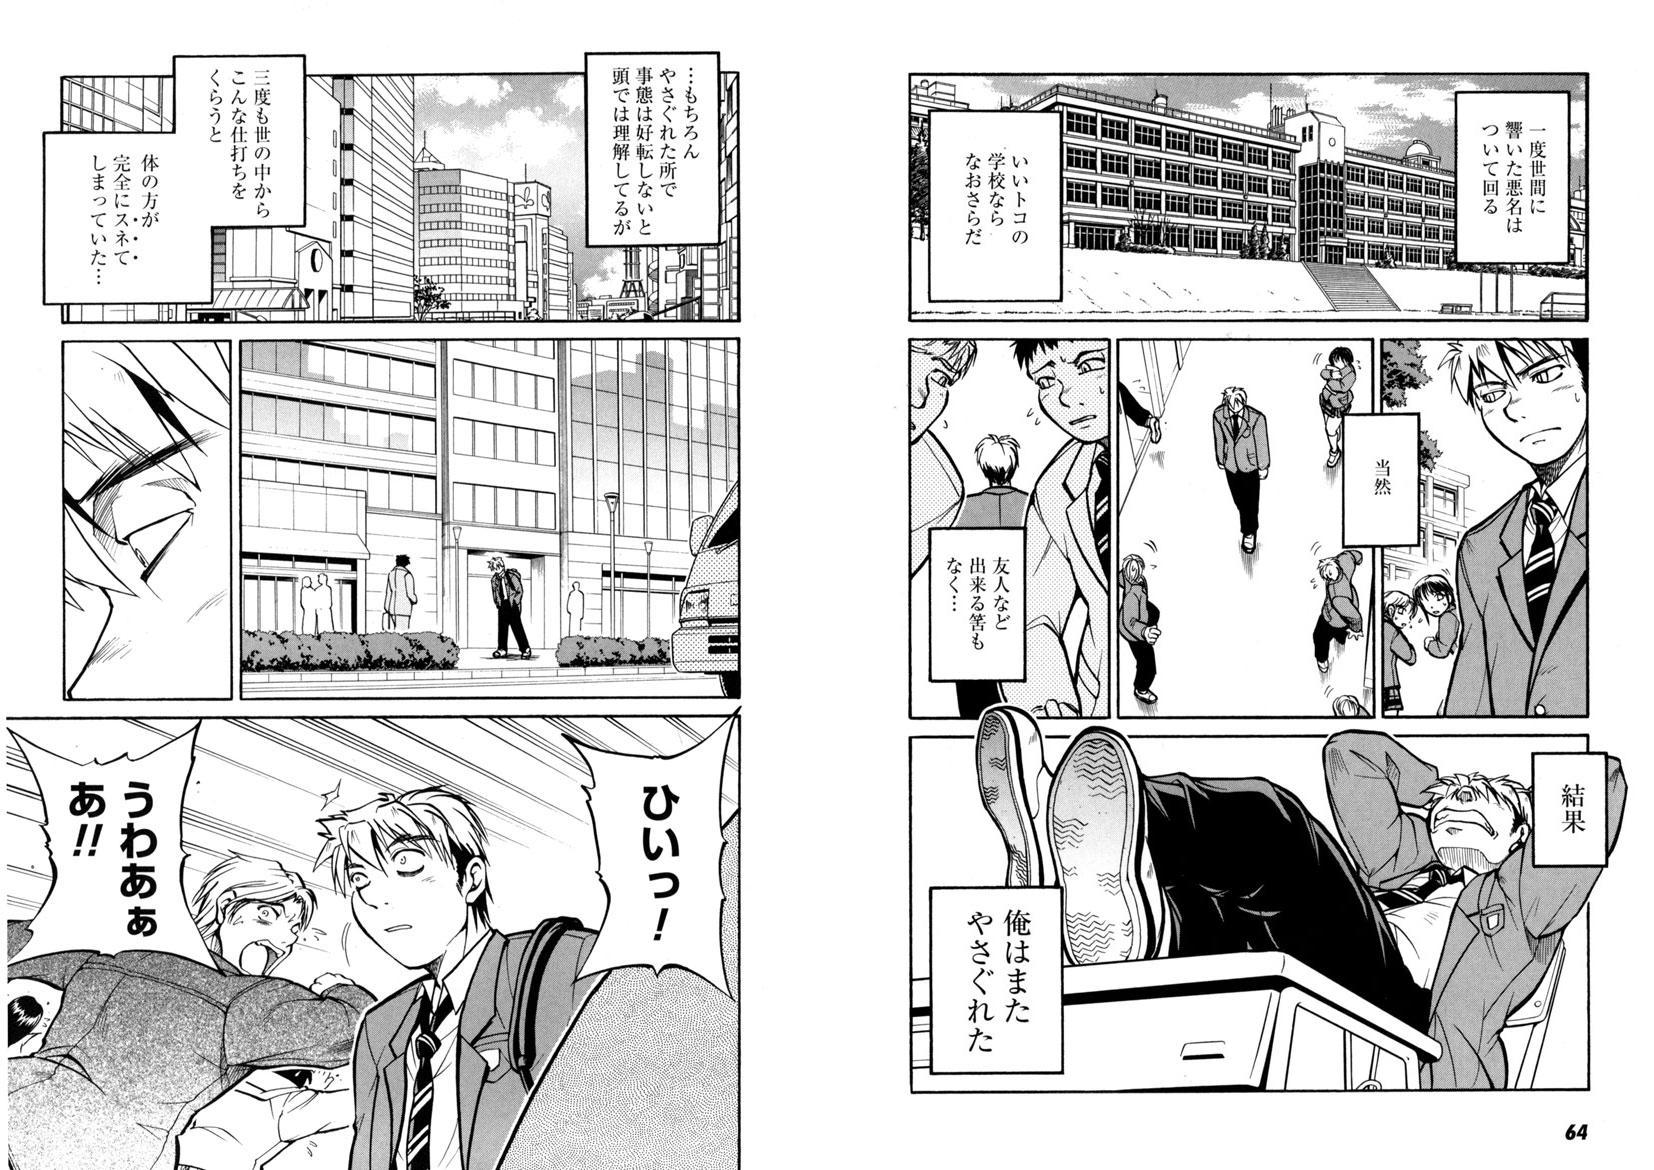 一度世間に
響いた悪名は
ついて回る
いいトコの
学校なら
なおさらだ
当然
友人など
出来る筈も
なく…
結果
俺はまた
やさぐれた
64
…もちろん
やさぐれた所で
事態は好転しないと
頭では理解してるが
三度も世の中から
こんな仕打ちを
くらうと
体の方が
完全にスネて
しまっていた…
ひいっ!
うわあぁ
あ!!